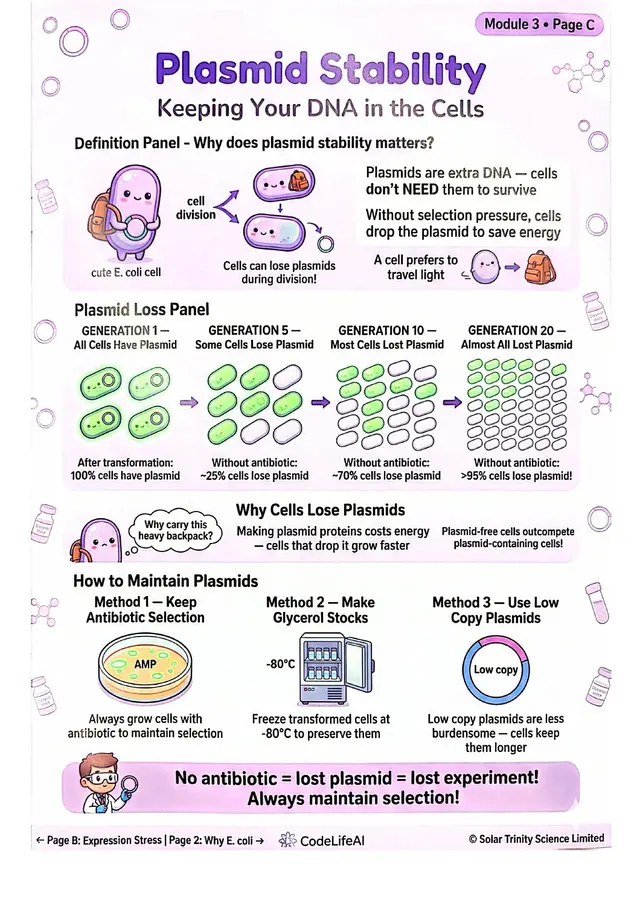 Module 3 • Page C
Plasmid Stability
Keeping Your DNA in the Cells
Definition Panel - Why does plasmid stability matters?
cute E. coli cell
cell
division
Cells can lose plasmids
during division!
Plasmids are extra DNA — cells
don't NEED them to survive
Without selection pressure, cells
drop the plasmid to save energy
A cell prefers to
travel light
Plasmid Loss Panel
GENERATION 1 —
All Cells Have Plasmid
After transformation:
100% cells have plasmid
GENERATION 5 —
Some Cells Lose Plasmid
Without antibiotic:
~25% cells lose plasmid
GENERATION 10 —
Most Cells Lost Plasmid
Without antibiotic:
~70% cells lose plasmid
GENERATION 20 —
Almost All Lost Plasmid
Without antibiotic:
>95% cells lose plasmid!
Why carry this
heavy backpack?
Why Cells Lose Plasmids
Making plasmid proteins costs energy
— cells that drop it grow faster
Plasmid-free cells outcompete
plasmid-containing cells!
How to Maintain Plasmids
Method 1 — Keep
Antibiotic Selection
AMP
Always grow cells with
antibiotic to maintain selection
Method 2 — Make
Glycerol Stocks
-80°C
Freeze transformed cells at
-80°C to preserve them
Method 3 — Use Low
Copy Plasmids
Low copy
Low copy plasmids are less
burdensome — cells keep
them longer
No antibiotic = lost plasmid = lost experiment!
Always maintain selection!
← Page B: Expression Stress | Page 2: Why E. coli →
CodeLifeAI
© Solar Trinity Science Limited